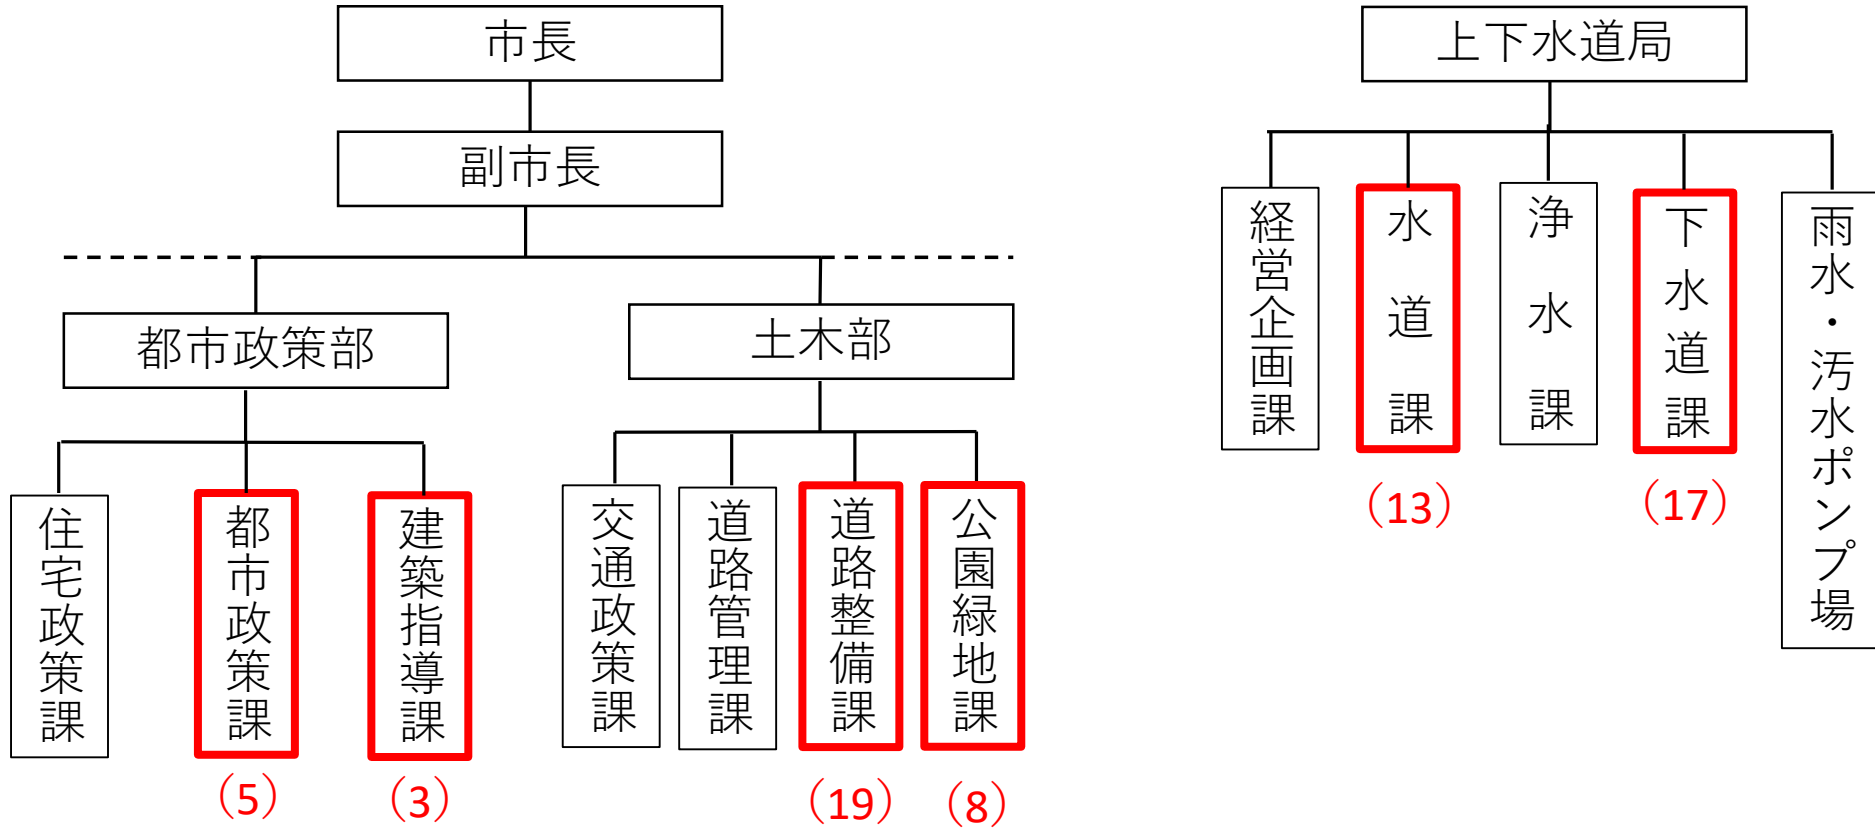 市長
副市長
都市政策部
土木部
住宅政策課
都市政策課
(5)
建築指導課
(3)
交通政策課
道路管理課
道路整備課
(19)
公園緑地課
(8)
上下水道局
経営企画課
水道課
(13)
浄水課
下水道課
(17)
雨水・汚水ポンプ場